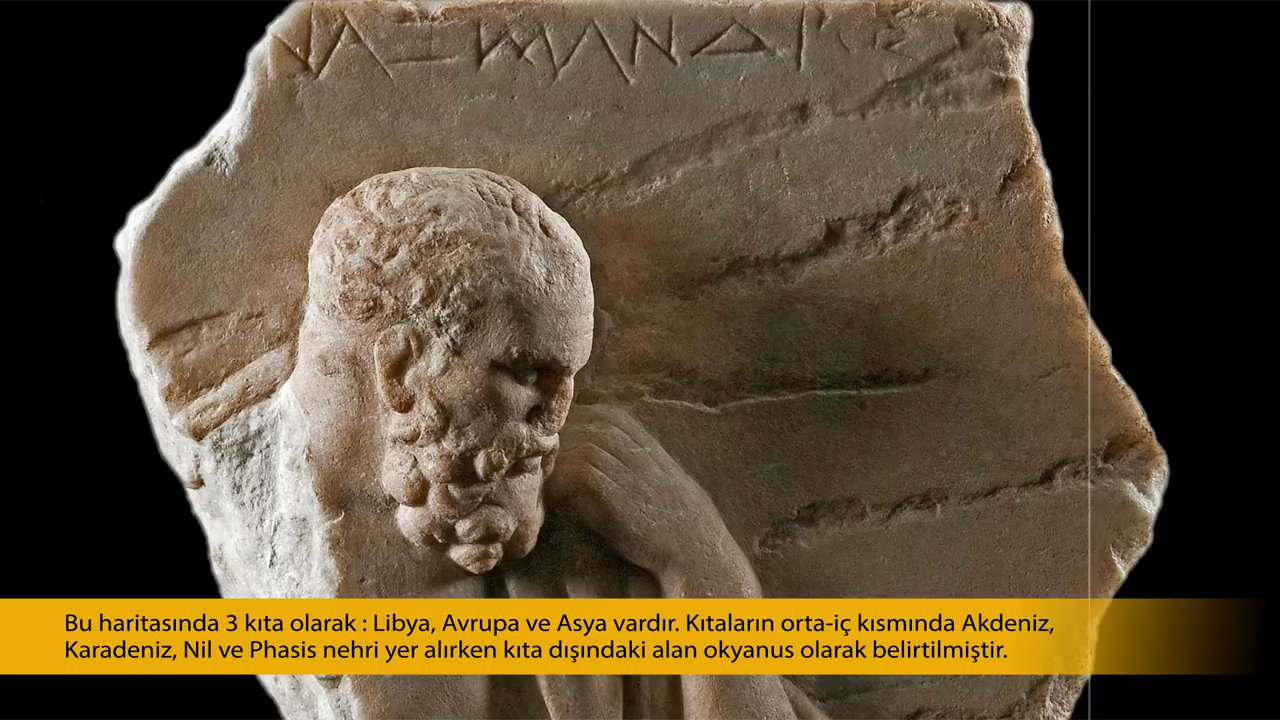 ΝΑΞΙΜΑΝΔΡΟΣ
Bu haritasında 3 kıta olarak : Libya, Avrupa ve Asya vardır. Kıtaların orta-iç kısmında Akdeniz,
Karadeniz, Nil ve Phasis nehri yer alırken kıta dışındaki alan okyanus olarak belirtilmiştir.